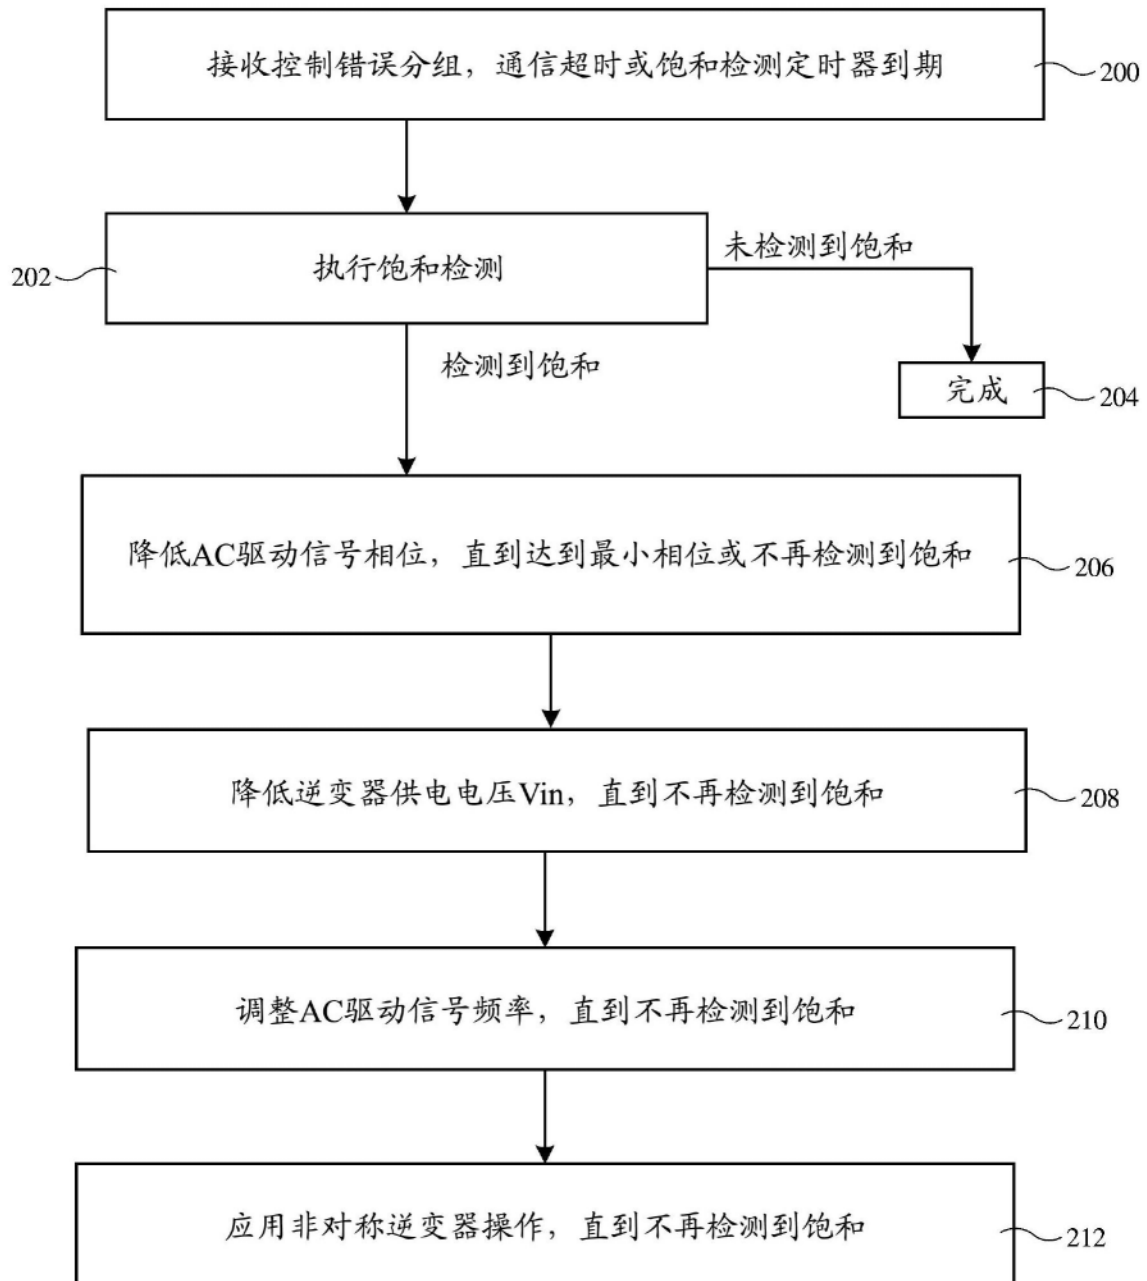 接收控制错误分组，通信超时或饱和检测定时器到期
200
执行饱和检测
202
未检测到饱和
检测到饱和
完成
204
降低AC驱动信号相位，直到达到最小相位或不再检测到饱和
206
降低逆变器供电电压Vin，直到不再检测到饱和
208
调整AC驱动信号频率，直到不再检测到饱和
210
应用非对称逆变器操作，直到不再检测到饱和
212